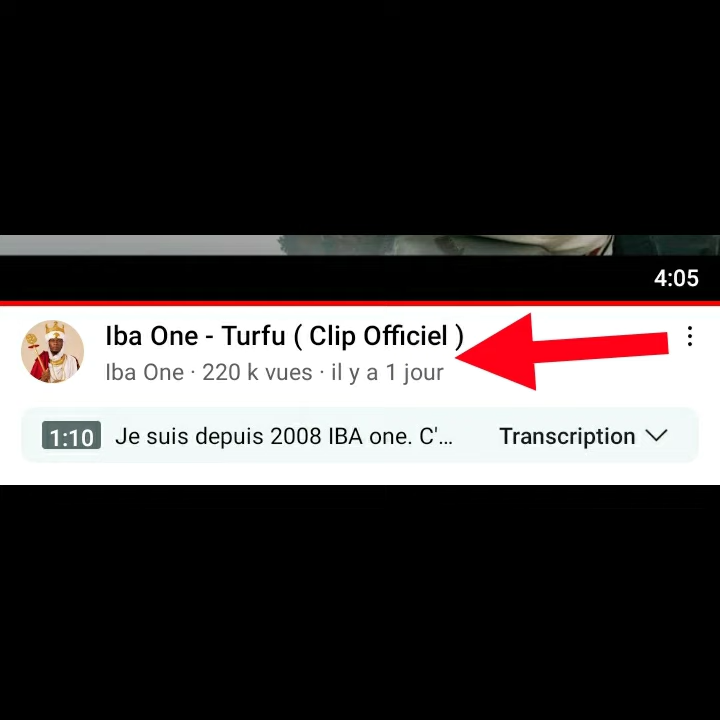 4:05
Iba One - Turfu ( Clip Officiel )
Iba One · 220 k vues · il y a 1 jour
1:10 Je suis depuis 2008 IBA one. C'... Transcription